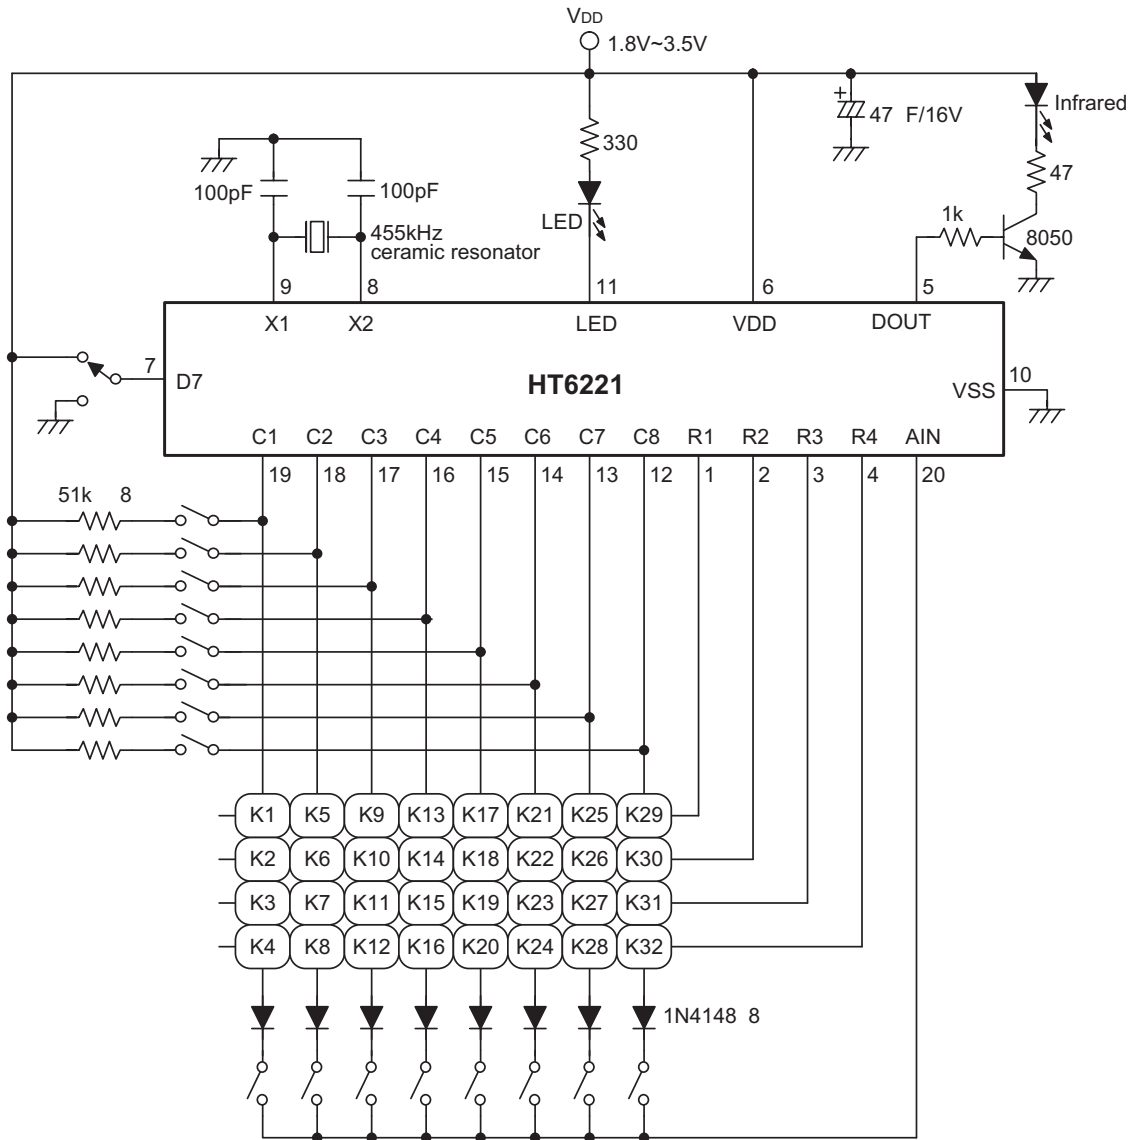 VDD
1.8V~3.5V
Infrared
47 F/16V
330
47
100pF
100pF
LED
1k
8050
455kHz
ceramic resonator
9
8
11
6
5
X1
X2
LED
VDD
DOUT
7
D7
HT6221
VSS
10
C1 C2 C3 C4 C5 C6 C7 C8 R1 R2 R3 R4 AIN
19 18 17 16 15 14 13 12 1 2 3 4 20
51k 8
K1 K5 K9 K13 K17 K21 K25 K29
K2 K6 K10 K14 K18 K22 K26 K30
K3 K7 K11 K15 K19 K23 K27 K31
K4 K8 K12 K16 K20 K24 K28 K32
1N4148 8